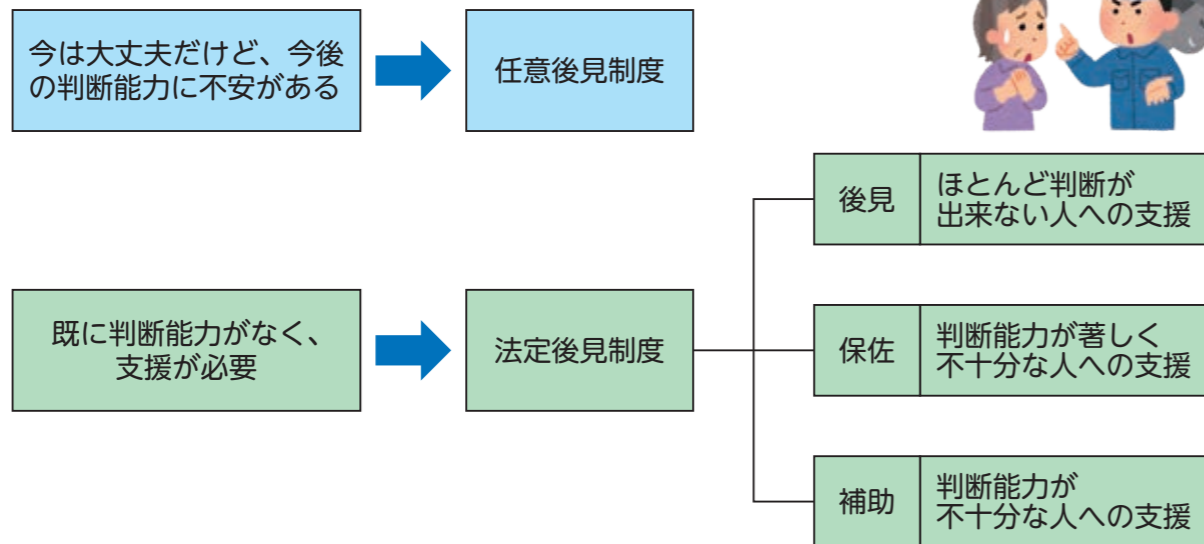 今は大丈夫だけど、今後
の判断能力に不安がある
任意後見制度
既に判断能力がなく、
支援が必要
法定後見制度
後見
ほとんど判断が
出来ない人への支援
保佐
判断能力が著しく
不十分な人への支援
補助
判断能力が
不十分な人への支援